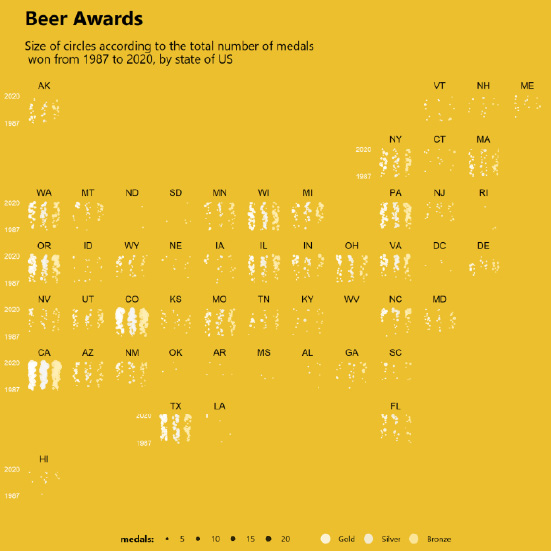 Beer Awards
Size of circles according to the total number of medals
won from 1987 to 2020, by state of US
AK VT NH ME
2020
1987
NY CT MA
2020
1987
WA MT ND SD MN WI MI PA NJ RI
2020
1987
OR ID WY NE IA IL IN OH VA DC DE
2020
1987
NV UT CO KS MO TN KY WV NC MD
2020
1987
CA AZ NM OK AR MS AL GA SC
2020
1987
TX LA FL
2020
1987
HI
2020
1987
medals: 5 10 15 20 Gold Silver Bronze